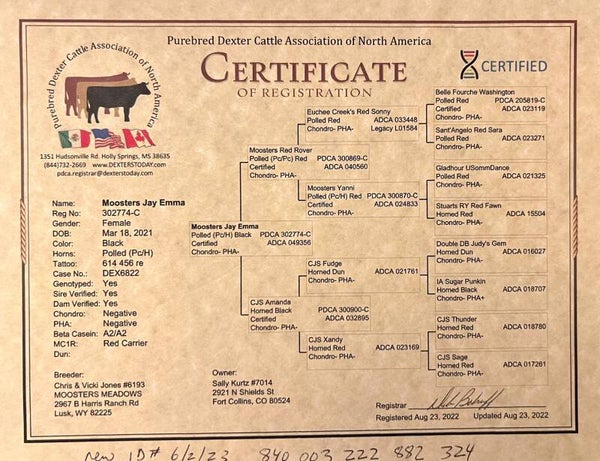 Purebred Dexter Cattle Association of North America
CERTIFICATE
OF REGISTRATION
CERTIFIED
Purebred Dexter Cattle Association of North America
1351 Hudsonville Rd. Holly Springs, MS 38635
(844)732-2669 www.DEXTERSTODAY.com
pdca.registrar@dexterstoday.com
Name: Moosters Jay Emma
Reg No: 302774-C
Gender: Female
DOB: Mar 18, 2021
Color: Black
Horns: Polled (Pc/H)
Tattoo: 614 456 re
Case No.: DEX6822
Genotyped: Yes
Sire Verified: Yes
Dam Verified: Yes
Chondro: Negative
PHA: Negative
Beta Casein: A2/A2
MC1R: Red Carrier
Dun:
Moosters Jay Emma
Polled (Pc/H) Black PDCA 302774-C
Certified ADCA 049356
Chondro- PHA-
Moosters Red Rover
Polled (Pc/Pc) Red PDCA 300869-C
Certified ADCA 040560
Chondro- PHA-
CJS Amanda
Horned Black PDCA 300900-C
Certified ADCA 032895
Chondro- PHA-
Euchee Creek's Red Sonny
Polled Red ADCA 033448
Chondro- PHA- Legacy L01584
Moosters Yanni
Polled (Pc/H) Red PDCA 300870-C
Certified ADCA 024833
Chondro- PHA-
CJS Fudge
Horned Dun ADCA 021761
Chondro- PHA-
CJS Xandy
Horned Red ADCA 023169
Chondro- PHA-
Belle Fourche Washington
Polled Red PDCA 205819-C
Certified ADCA 023119
Chondro- PHA-
Sant'Angelo Red Sara
Polled Red ADCA 023271
Chondro- PHA-
Gladhour USommDance
Polled Red ADCA 021325
Chondro- PHA-
Stuarts RY Red Fawn
Horned Red ADCA 15504
Chondro- PHA-
Double DB Judy's Gem
Horned Dun ADCA 016027
Chondro- PHA-
IA Sugar Punkin
Horned Black ADCA 018707
Chondro- PHA+
CJS Thunder
Horned Red ADCA 018780
Chondro- PHA-
CJS Sage
Horned Red ADCA 017261
Chondro- PHA-
Breeder:
Chris & Vicki Jones #6193
MOOSTERS MEADOWS
2967 B Harris Ranch Rd
Lusk, WY 82225
Owner:
Sally Kurtz #7014
2921 N Shields St
Fort Collins, CO 80524
Registrar
Registered Aug 23, 2022 Updated Aug 23, 2022
new ID# 6/2/23 840 003 222 882 324